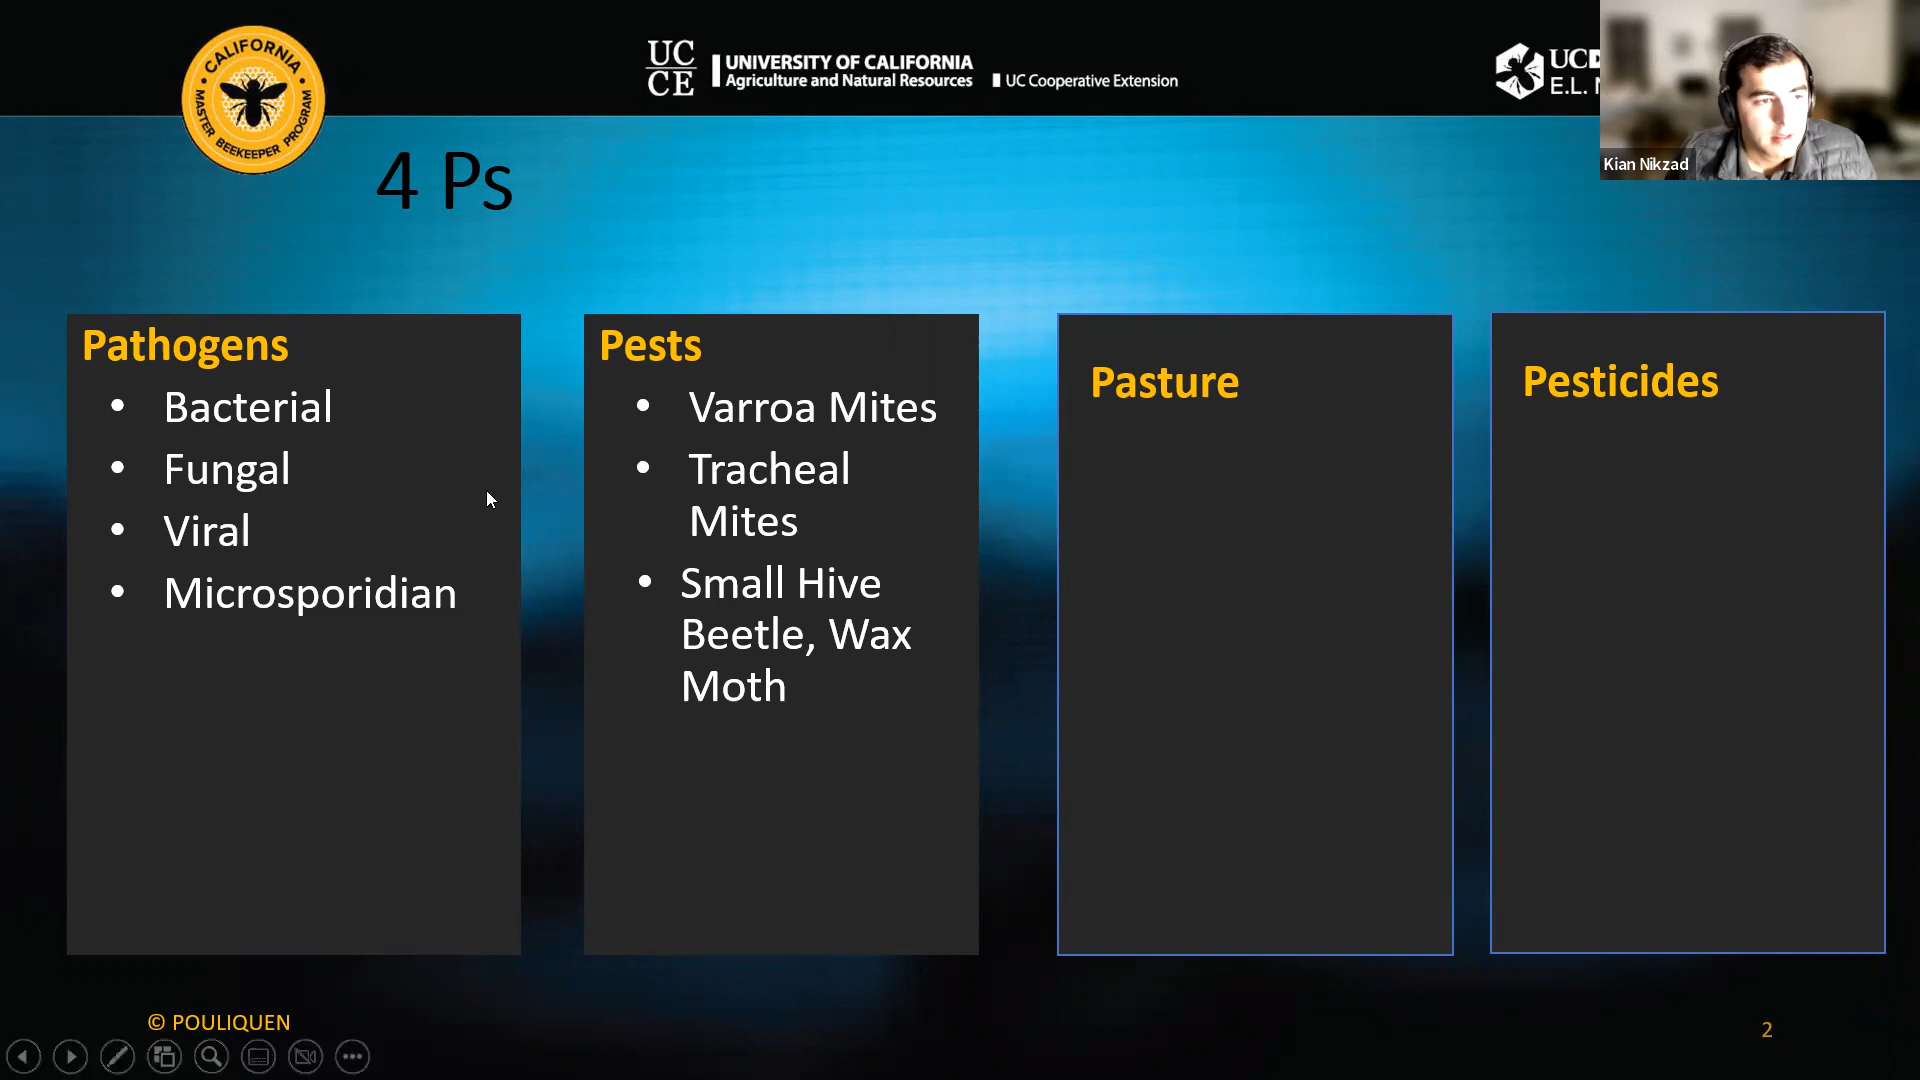 CALIFORNIA
MASTER BEEKEEPER PROGRAM
UC
CE
UNIVERSITY OF CALIFORNIA
Agriculture and Natural Resources
UC Cooperative Extension
E.L.
Kian Nikzad
4 Ps
Pathogens
• Bacterial
• Fungal
• Viral
• Microsporidian
Pests
• Varroa Mites
• Tracheal
Mites
• Small Hive
Beetle, Wax
Moth
Pasture
Pesticides
© POULIQUEN
2